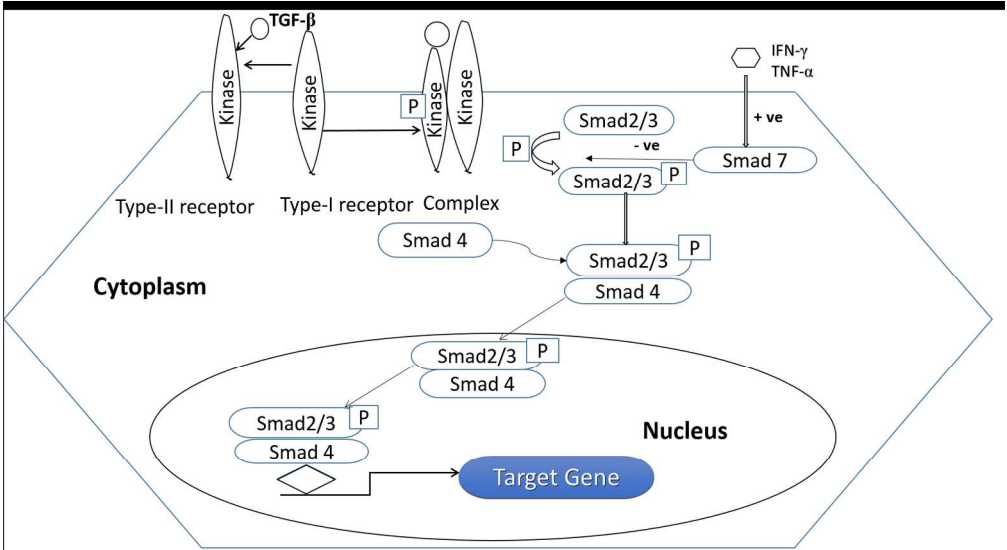 TGF-β
Kinase
Kinase
P
Kinase
Kinase
IFN-γ
TNF-α
+ ve
Smad2/3
P
- ve
Smad 7
Smad2/3
P
Type-II receptor
Type-I receptor
Complex
Smad 4
Smad2/3
P
Smad 4
Cytoplasm
Smad2/3
P
Smad 4
Smad2/3
P
Smad 4
Nucleus
Target Gene